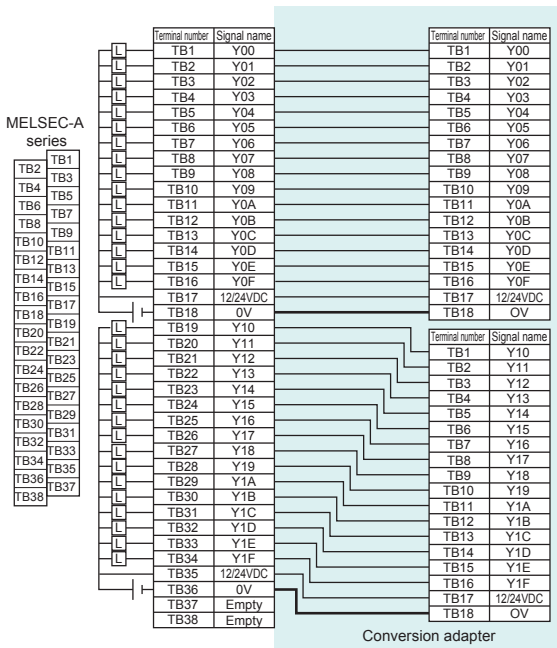 MELSEC-A
series
TB1
TB2
TB3
TB4
TB5
TB6
TB7
TB8
TB9
TB10
TB11
TB12
TB13
TB14
TB15
TB16
TB17
TB18
TB19
TB20
TB21
TB22
TB23
TB24
TB25
TB26
TB27
TB28
TB29
TB30
TB31
TB32
TB33
TB34
TB35
TB36
TB37
TB38
Terminal number Signal name
L TB1 Y00
L TB2 Y01
L TB3 Y02
L TB4 Y03
L TB5 Y04
L TB6 Y05
L TB7 Y06
L TB8 Y07
L TB9 Y08
L TB10 Y09
L TB11 Y0A
L TB12 Y0B
L TB13 Y0C
L TB14 Y0D
L TB15 Y0E
L TB16 Y0F
TB17 12/24VDC
TB18 0V
L TB19 Y10
L TB20 Y11
L TB21 Y12
L TB22 Y13
L TB23 Y14
L TB24 Y15
L TB25 Y16
L TB26 Y17
L TB27 Y18
L TB28 Y19
L TB29 Y1A
L TB30 Y1B
L TB31 Y1C
L TB32 Y1D
L TB33 Y1E
L TB34 Y1F
TB35 12/24VDC
TB36 0V
TB37 Empty
TB38 Empty
Terminal number Signal name
TB1 Y00
TB2 Y01
TB3 Y02
TB4 Y03
TB5 Y04
TB6 Y05
TB7 Y06
TB8 Y07
TB9 Y08
TB10 Y09
TB11 Y0A
TB12 Y0B
TB13 Y0C
TB14 Y0D
TB15 Y0E
TB16 Y0F
TB17 12/24VDC
TB18 OV
Terminal number Signal name
TB1 Y10
TB2 Y11
TB3 Y12
TB4 Y13
TB5 Y14
TB6 Y15
TB7 Y16
TB8 Y17
TB9 Y18
TB10 Y19
TB11 Y1A
TB12 Y1B
TB13 Y1C
TB14 Y1D
TB15 Y1E
TB16 Y1F
TB17 12/24VDC
TB18 OV
Conversion adapter